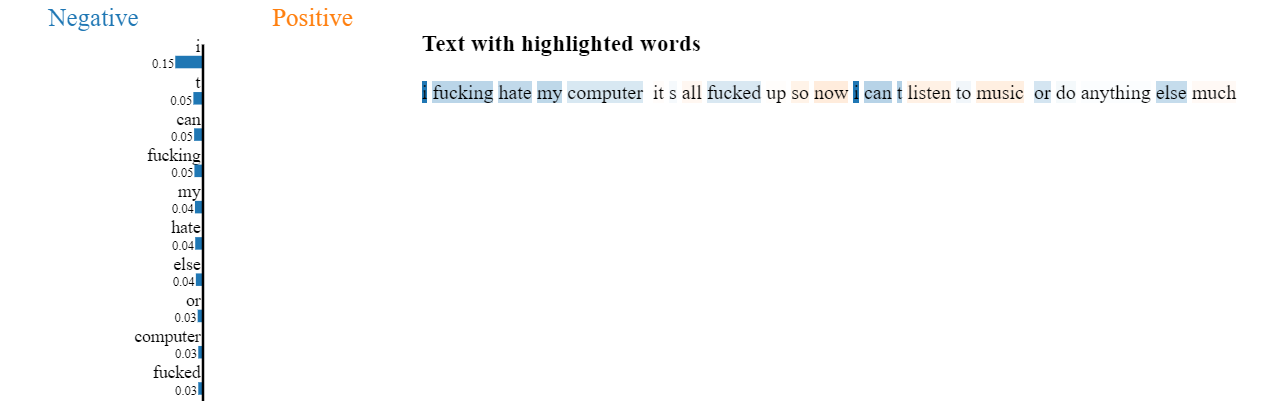 Negative Positive
i
0.15
t
0.05
can
0.05
fucking
0.05
my
0.04
hate
0.04
else
0.04
or
0.03
computer
0.03
fucked
0.03
Text with highlighted words
i fucking hate my computer it s all fucked up so now i can t listen to music or do anything else much